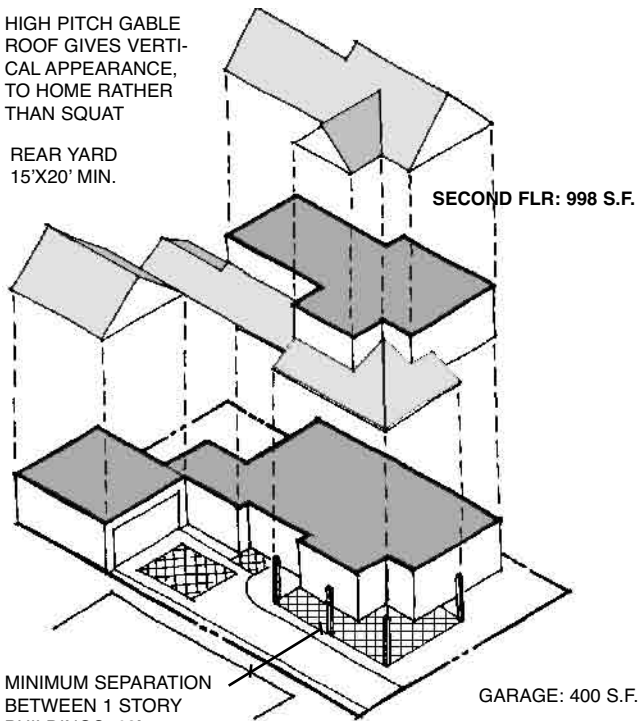 HIGH PITCH GABLE
ROOF GIVES VERTI-
CAL APPEARANCE,
TO HOME RATHER
THAN SQUAT
REAR YARD
15'X20' MIN.
SECOND FLR: 998 S.F.
MINIMUM SEPARATION
BETWEEN 1 STORY
GARAGE: 400 S.F.